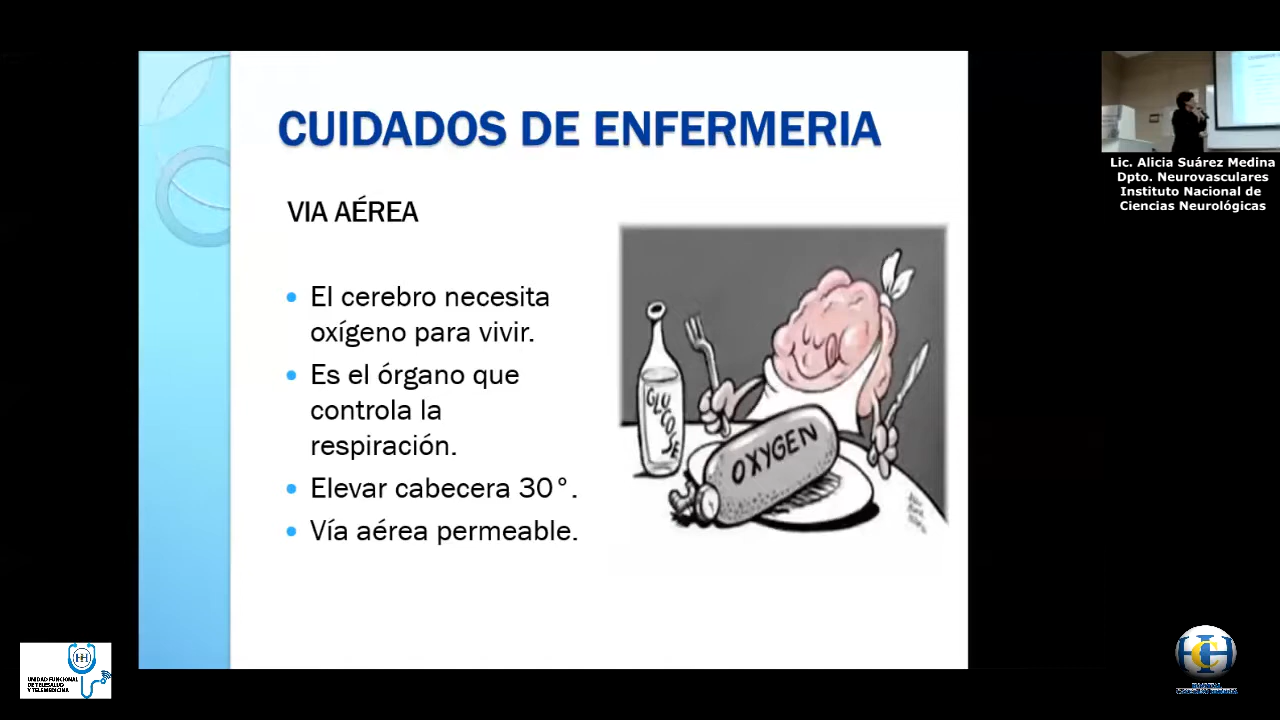 CUIDADOS DE ENFERMERIA
VIA AÉREA
El cerebro necesita
oxígeno para vivir.
Es el órgano que
controla la
respiración.
Elevar cabecera 30°.
Vía aérea permeable.
GLUCOSE
OXYGEN
Lic. Alicia Suárez Medina
Dpto. Neurovasculares
Instituto Nacional de
Ciencias Neurológicas
UNIDAD FUNCIONAL
DE TELESALUD
Y TELEMEDICINA